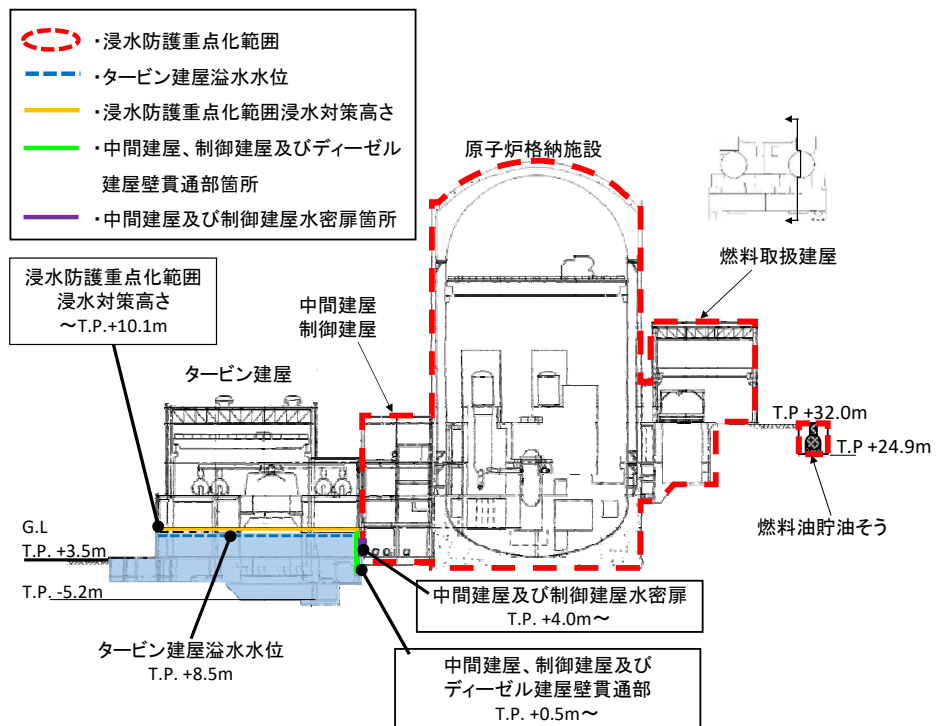 ・浸水防護重点化範囲
・タービン建屋溢水水位
・浸水防護重点化範囲浸水対策高さ
・中間建屋、制御建屋及びディーゼル
建屋壁貫通部箇所
・中間建屋及び制御建屋水密扉箇所
原子炉格納施設
燃料取扱建屋
浸水防護重点化範囲
浸水対策高さ
～T.P.+10.1m
中間建屋
制御建屋
タービン建屋
T.P +32.0m
T.P +24.9m
燃料油貯油そう
G.L
T.P. +3.5m
T.P. -5.2m
中間建屋及び制御建屋水密扉
T.P. +4.0m～
タービン建屋溢水水位
T.P. +8.5m
中間建屋、制御建屋及び
ディーゼル建屋壁貫通部
T.P. +0.5m～